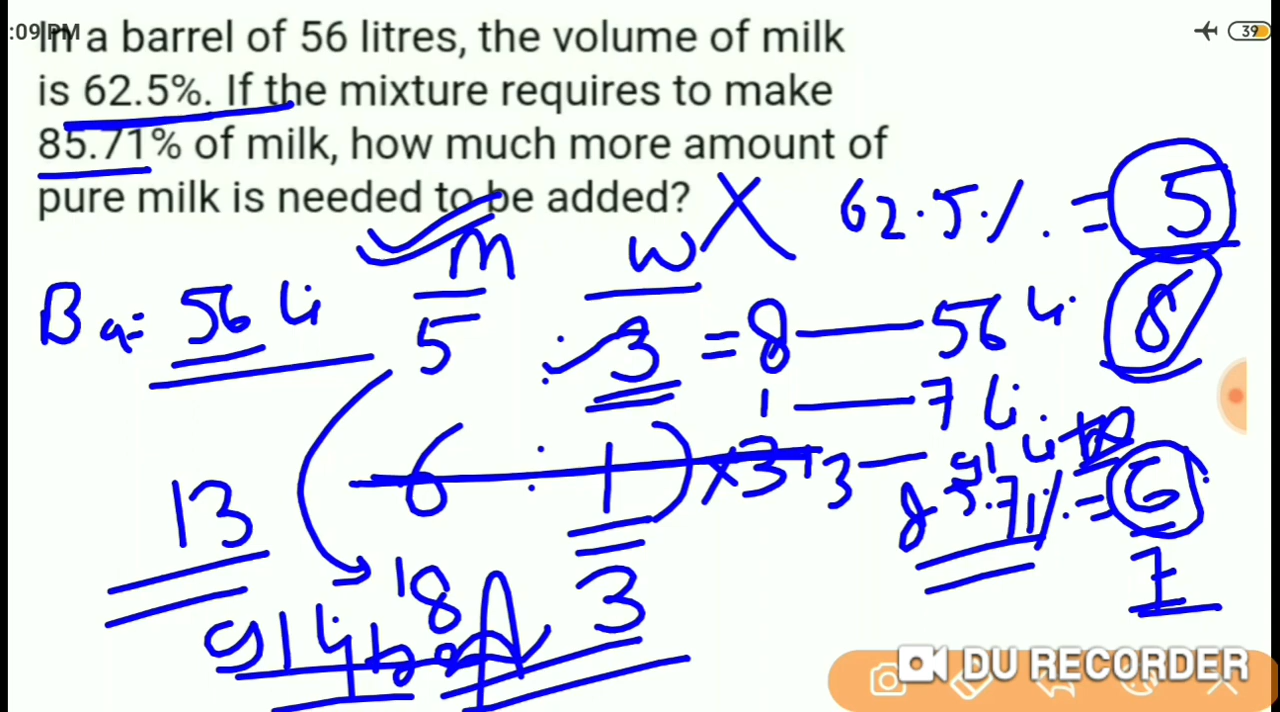 :09 PM
39
In a barrel of 56 litres, the volume of milk
is 62.5%. If the mixture requires to make
85.71% of milk, how much more amount of
pure milk is needed to be added?
62.5%. = 5
8
m w
56 5 : 3 = 8 — 56
1 — 7
6 : 1 ) x 3 13 — 91
85.71%. = 6
7
13
18 3
91
DU RECORDER